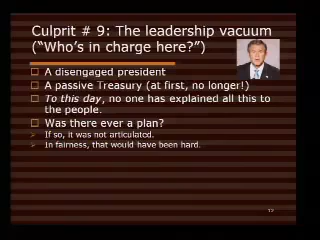 Culprit # 9: The leadership vacuum
("Who's in charge here?")
A disengaged president
A passive Treasury (at first, no longer!)
To this day, no one has explained all this to
the people.
Was there ever a plan?
If so, it was not articulated.
In fairness, that would have been hard.